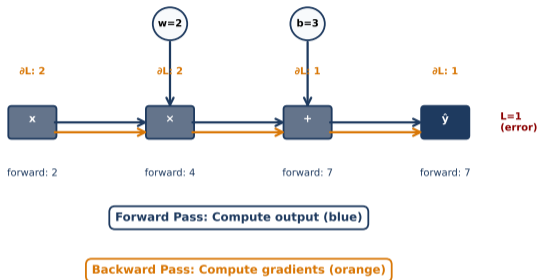 w=2
b=3
∂L: 2
∂L: 2
∂L: 1
∂L: 1
x
×
+
ŷ
L=1
(error)
forward: 2
forward: 4
forward: 7
forward: 7
Forward Pass: Compute output (blue)
Backward Pass: Compute gradients (orange)